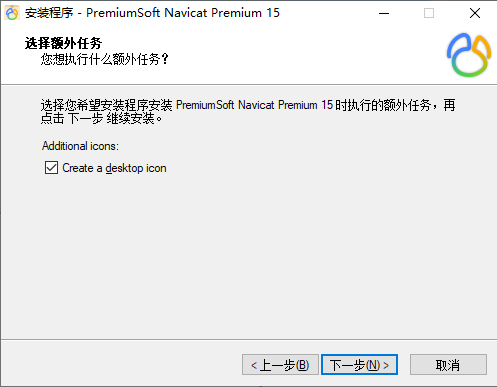 安装程序 - PremiumSoft Navicat Premium 15
选择额外任务
您想执行什么额外任务?
选择您希望安装程序安装 PremiumSoft Navicat Premium 15 时执行的额外任务，再
点击 下一步 继续安装。
Additional icons:
Create a desktop icon
< 上一步(B)
下一步(N) >
取消